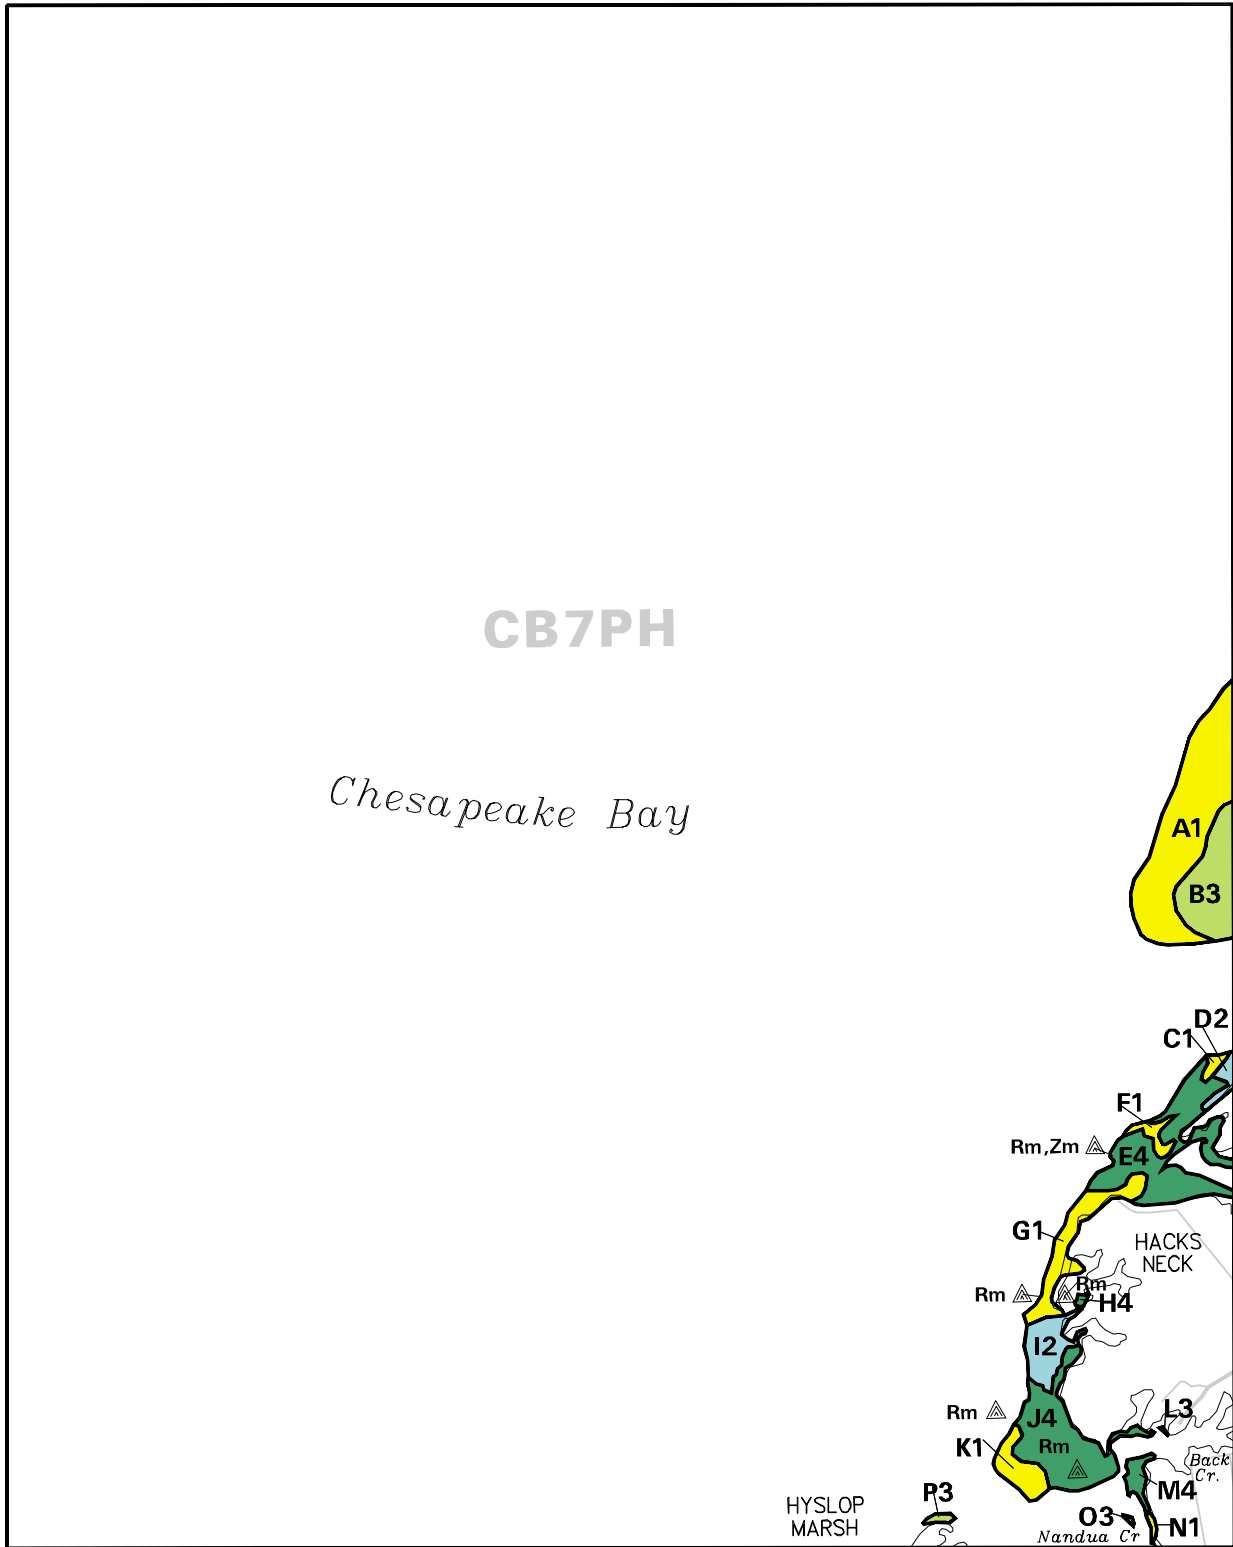 CB7PH
Chesapeake Bay
A1
B3
D2
C1
F1
Rm,Zm
E4
G1
HACKS
NECK
Rm
Rm
H4
I2
Rm
J4
L3
K1
Rm
Back
Cr.
P3
M4
HYSLOP
MARSH
O3
N1
Nandua Cr